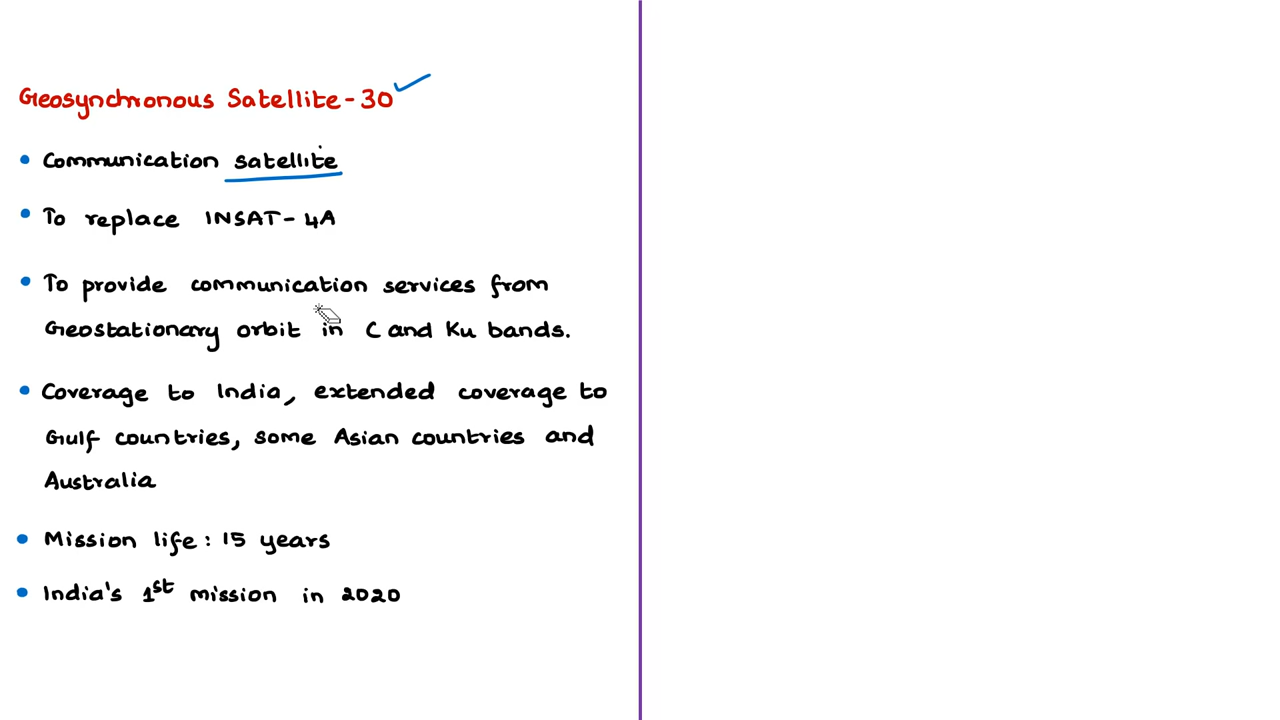 Geosynchronous Satellite - 30
• Communication satellite
• To replace INSAT - 4A
• To provide communication services from
Geostationary orbit in C and Ku bands.
• Coverage to India, extended coverage to
Gulf countries, some Asian countries and
Australia
• Mission life : 15 years
• India's 1st mission in 2020